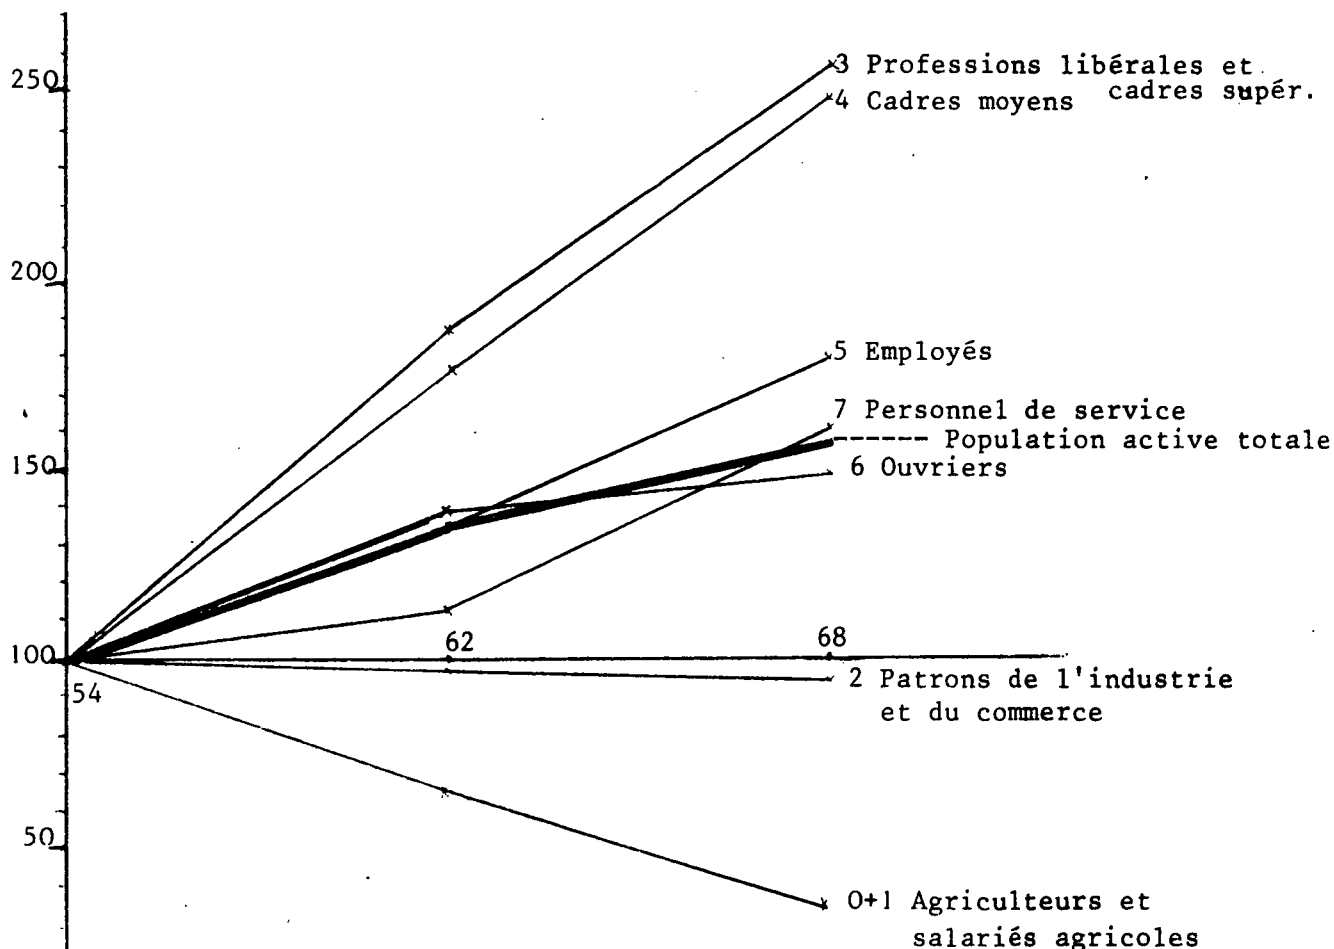 250
3 Professions libérales et
cadres supér.
4 Cadres moyens
200
5 Employés
7 Personnel de service
Population active totale
150
6 Ouvriers
62
68
100
54
2 Patrons de l'industrie
et du commerce
50
0+1 Agriculteurs et
salariés agricoles